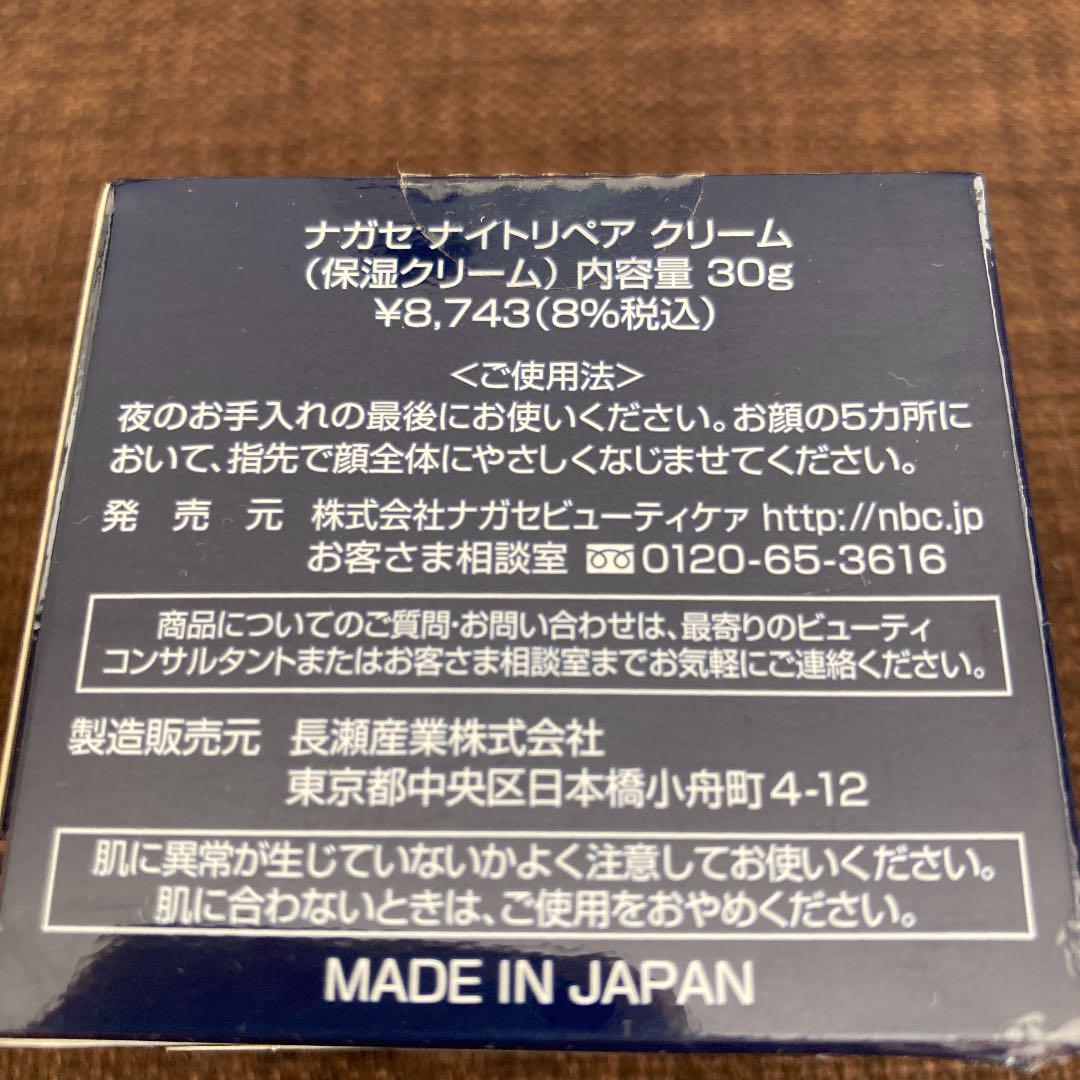 ナガセ ナイトリペア クリーム
（保湿クリーム）内容量 30g
¥8,743（8%税込）
＜ご使用法＞
夜のお手入れの最後にお使いください。お顔の5カ所に
おいて、指先で顔全体にやさしくなじませてください。
発売元 株式会社ナガセビューティケァ http://nbc.jp
お客さま相談室 0120-65-3616
商品についてのご質問・お問い合わせは、最寄りのビューティ
コンサルタントまたはお客さま相談室までお気軽にご連絡ください。
製造販売元 長瀬産業株式会社
東京都中央区日本橋小舟町4-12
肌に異常が生じていないかよく注意してお使いください。
肌に合わないときは、ご使用をおやめください。
MADE IN JAPAN